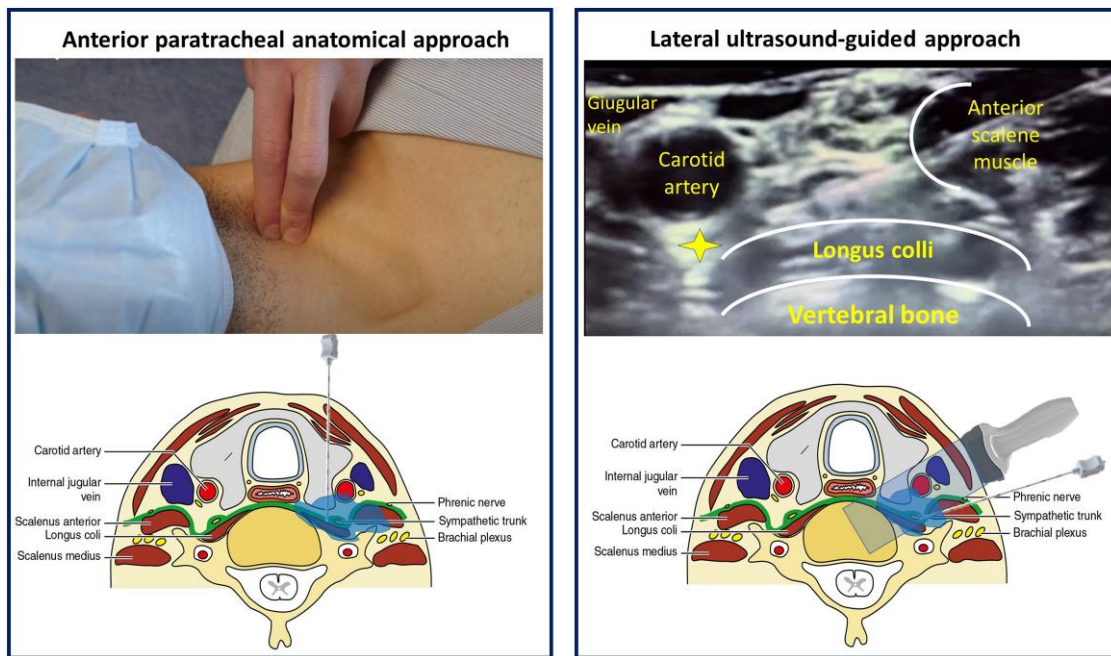 Anterior paratracheal anatomical approach
Carotid artery
Internal jugular
vein
Scalenus anterior
Longus coli
Scalenus medius
Phrenic nerve
Sympathetic trunk
Brachial plexus
Lateral ultrasound-guided approach
Giugular
vein
Carotid
artery
Anterior
scalene
muscle
Longus colli
Vertebral bone
Carotid artery
Internal jugular
vein
Scalenus anterior
Longus coli
Scalenus medius
Phrenic nerve
Sympathetic trunk
Brachial plexus